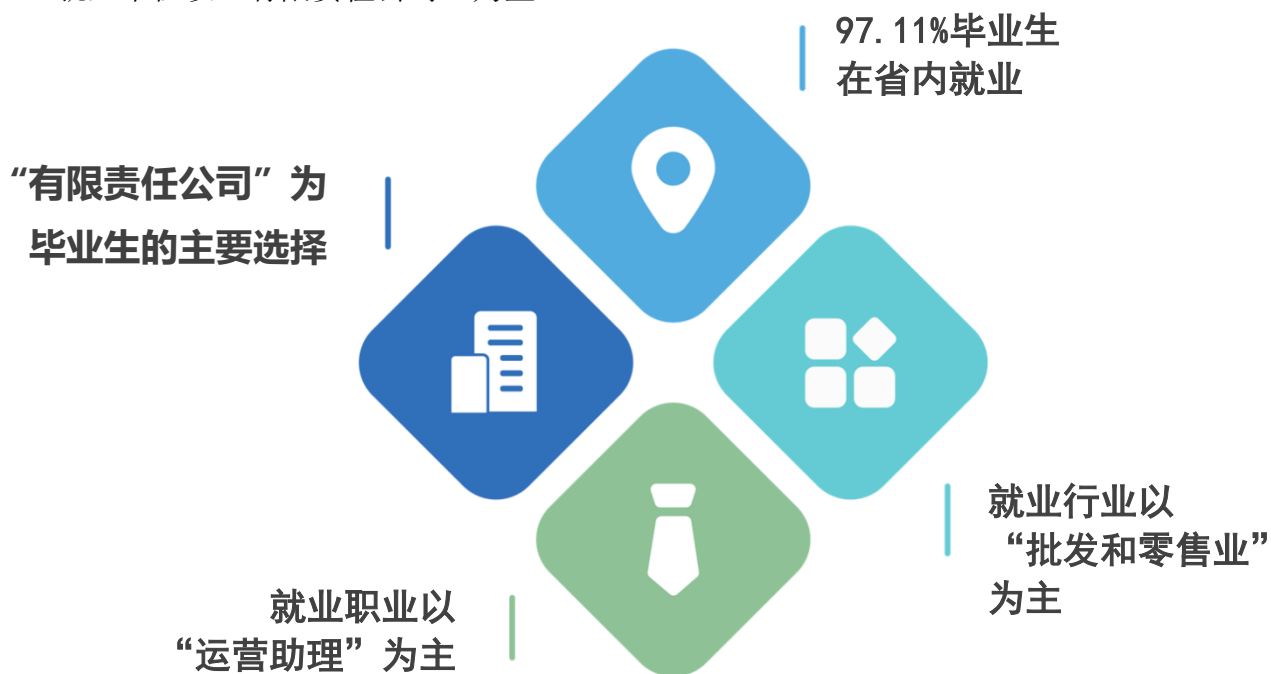 97.11%毕业生
在省内就业
“有限责任公司”为
毕业生的主要选择
就业行业以
“批发和零售业”
为主
就业职业以
“运营助理”为主